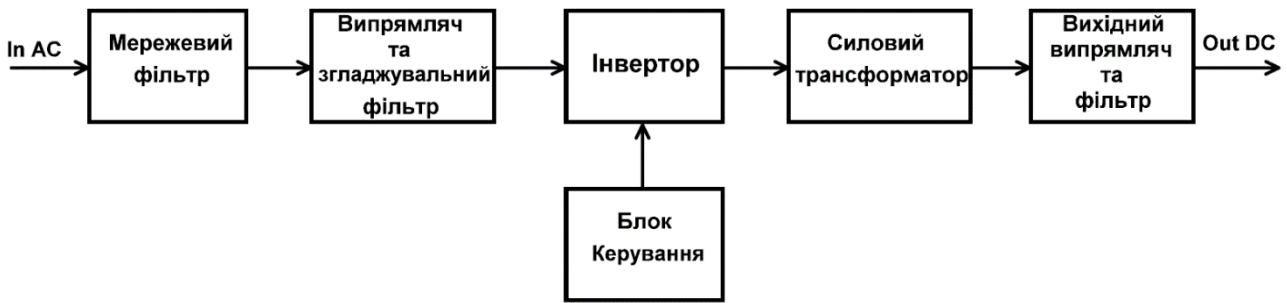 In AC
Мережевий
фільтр
Випрямляч
та
згладжувальний
фільтр
Інвертор
Силовий
трансформатор
Вихідний
випрямляч
та
фільтр
Out DC
Блок
Керування